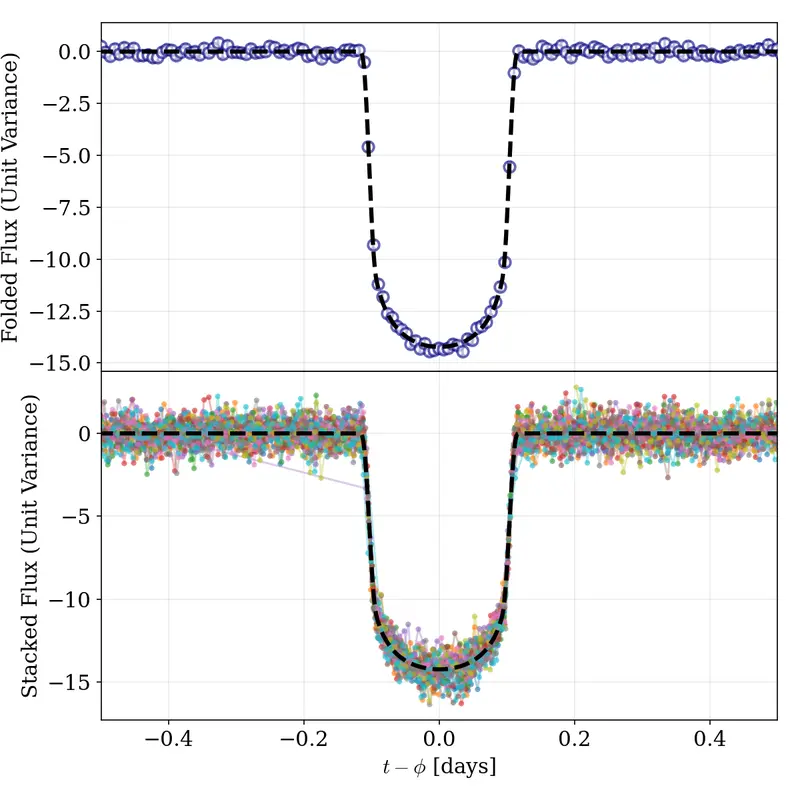 Folded Flux (Unit Variance)
0.0
−2.5
−5.0
−7.5
−10.0
−12.5
−15.0
Stacked Flux (Unit Variance)
0
−5
−10
−15
−0.4 −0.2 0.0 0.2 0.4
t − ϕ [days]